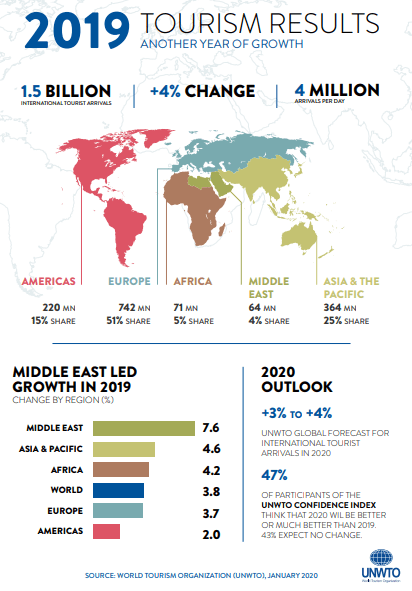 2019 TOURISM RESULTS
ANOTHER YEAR OF GROWTH
1.5 BILLION
INTERNATIONAL TOURIST ARRIVALS
+4% CHANGE
4 MILLION
ARRIVALS PER DAY
AMERICAS
220 MN
15% SHARE
EUROPE
742 MN
51% SHARE
AFRICA
71 MN
5% SHARE
MIDDLE
EAST
64 MN
4% SHARE
ASIA & THE
PACIFIC
364 MN
25% SHARE
MIDDLE EAST LED
GROWTH IN 2019
CHANGE BY REGION (%)
MIDDLE EAST 7.6
ASIA & PACIFIC 4.6
AFRICA 4.2
WORLD 3.8
EUROPE 3.7
AMERICAS 2.0
2020
OUTLOOK
+3% TO +4%
UNWTO GLOBAL FORECAST FOR
INTERNATIONAL TOURIST
ARRIVALS IN 2020
47%
OF PARTICIPANTS OF THE
UNWTO CONFIDENCE INDEX
THINK THAT 2020 WIL BE BETTER
OR MUCH BETTER THAN 2019.
43% EXPECT NO CHANGE.
UNWTO
World Tourism Organization
SOURCE: WORLD TOURISM ORGANIZATION (UNWTO), JANUARY 2020